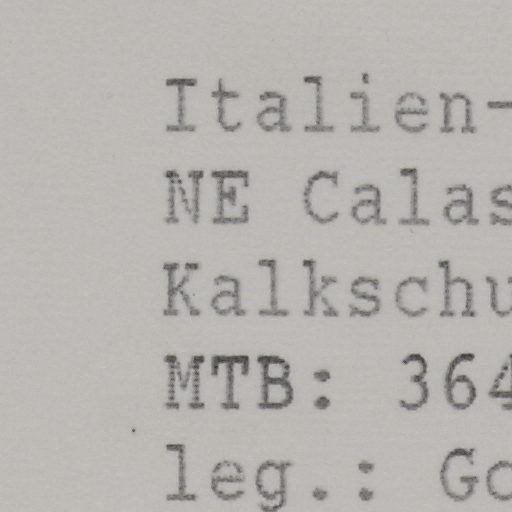 Italien-
NE Calas
Kalkschu
MTB: 364
leg.: Go